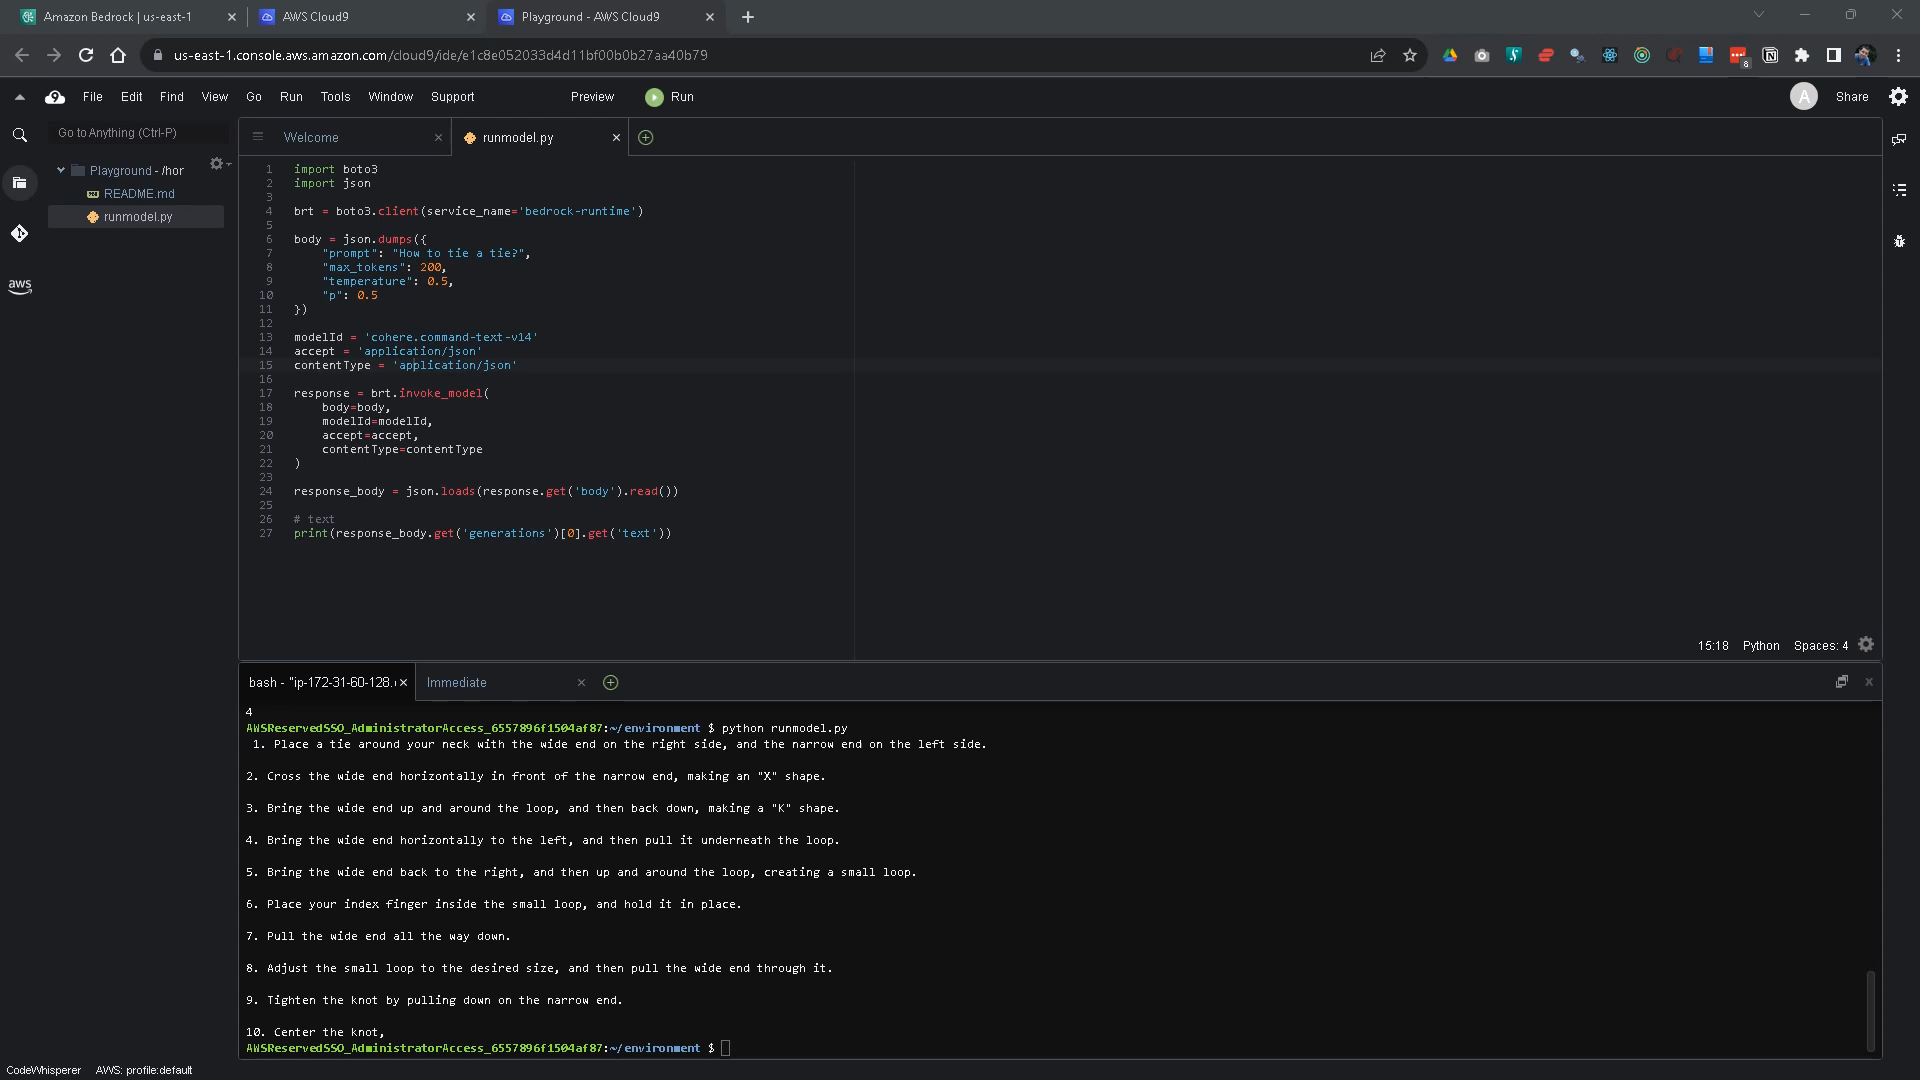 Amazon Bedrock | us-east-1
AWS Cloud9
Playground - AWS Cloud9
us-east-1.console.aws.amazon.com/cloud9/ide/e1c8e052033d4d11bf00b0b27aa40b79
8
9
File
Edit
Find
View
Go
Run
Tools
Window
Support
Preview
Run
A
Share
Go to Anything (Ctrl-P)
Welcome
runmodel.py
Playground - /hor
README.md
runmodel.py
aws
1 import boto3
2 import json
3
4 brt = boto3.client(service_name='bedrock-runtime')
5
6 body = json.dumps({
7 "prompt": "How to tie a tie?",
8 "max_tokens": 200,
9 "temperature": 0.5,
10 "p": 0.5
11 })
12
13 modelId = 'cohere.command-text-v14'
14 accept = 'application/json'
15 contentType = 'application/json'
16
17 response = brt.invoke_model(
18 body=body,
19 modelId=modelId,
20 accept=accept,
21 contentType=contentType
22 )
23
24 response_body = json.loads(response.get('body').read())
25
26 # text
27 print(response_body.get('generations')[0].get('text'))
15:18 Python Spaces: 4
bash - "ip-172-31-60-128.
Immediate
4
AWSReservedSSO_AdministratorAccess_6557896f1504af87:~/environment $ python runmodel.py
1. Place a tie around your neck with the wide end on the right side, and the narrow end on the left side.
2. Cross the wide end horizontally in front of the narrow end, making an "X" shape.
3. Bring the wide end up and around the loop, and then back down, making a "K" shape.
4. Bring the wide end horizontally to the left, and then pull it underneath the loop.
5. Bring the wide end back to the right, and then up and around the loop, creating a small loop.
6. Place your index finger inside the small loop, and hold it in place.
7. Pull the wide end all the way down.
8. Adjust the small loop to the desired size, and then pull the wide end through it.
9. Tighten the knot by pulling down on the narrow end.
10. Center the knot,
AWSReservedSSO_AdministratorAccess_6557896f1504af87:~/environment $
CodeWhisperer AWS: profile:default